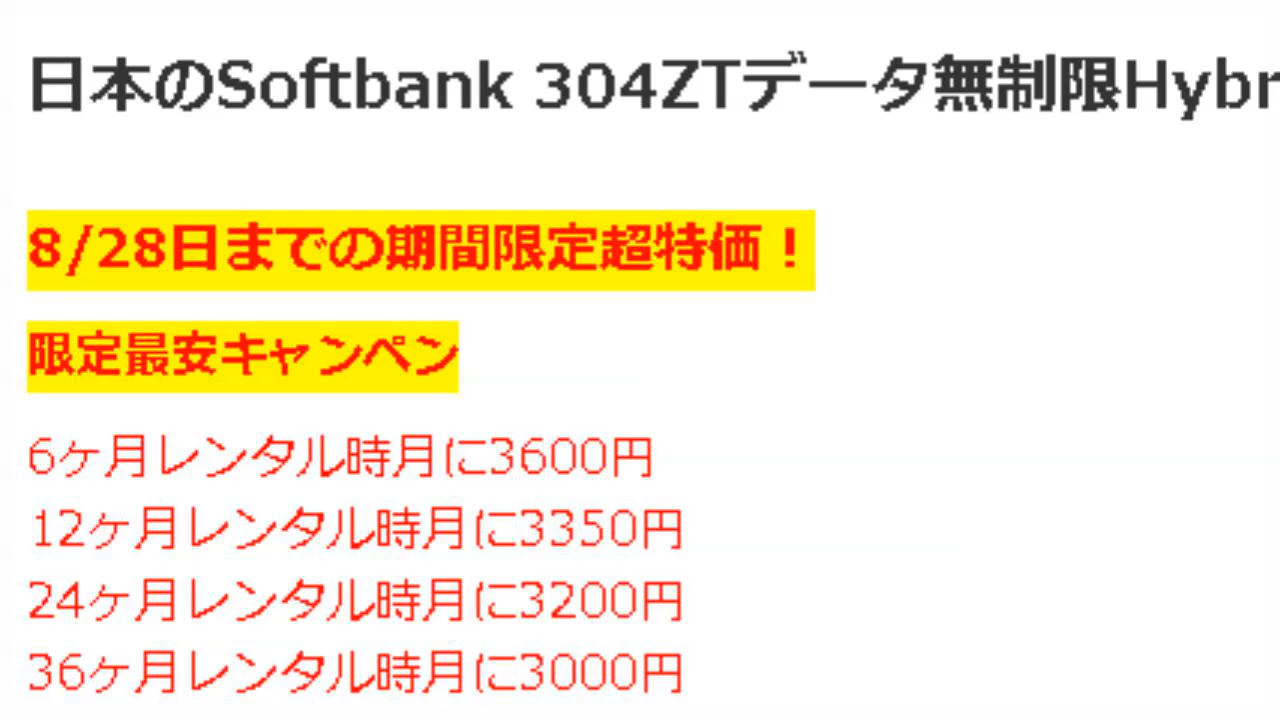 日本のSoftbank 304ZTデータ無制限Hybr
8/28日までの期間限定超特価！
限定最安キャンペン
6ヶ月レンタル時月に3600円
12ヶ月レンタル時月に3350円
24ヶ月レンタル時月に3200円
36ヶ月レンタル時月に3000円